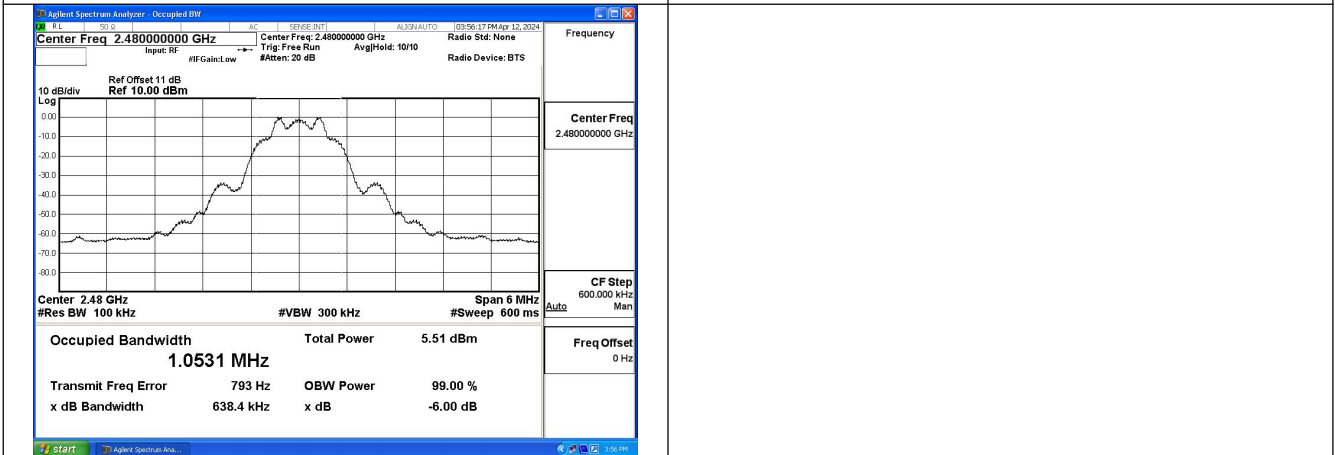 Agilent Spectrum Analyzer - Occupied BW
RL 50 Ω AC SENSE:INT ALIGN AUTO 03:56:17 PM Apr 12, 2024
Center Freq 2.480000000 GHz
Center Freq: 2.480000000 GHz
Radio Std: None
Input: RF
Trig: Free Run
Avg|Hold: 10/10
#IFGain:Low
#Atten: 20 dB
Radio Device: BTS
Ref Offset 11 dB
10 dB/div Ref 10.00 dBm
Log
0.00
-10.0
-20.0
-30.0
-40.0
-50.0
-60.0
-70.0
-80.0
Center 2.48 GHz Span 6 MHz
#Res BW 100 kHz #VBW 300 kHz #Sweep 600 ms
Occupied Bandwidth Total Power 5.51 dBm
1.0531 MHz
Transmit Freq Error 793 Hz OBW Power 99.00 %
x dB Bandwidth 638.4 kHz x dB -6.00 dB
Frequency
Center Freq
2.480000000 GHz
CF Step
600.000 kHz
Auto Man
Freq Offset
0 Hz
start Agilent Spectrum Ana... 3:56 PM